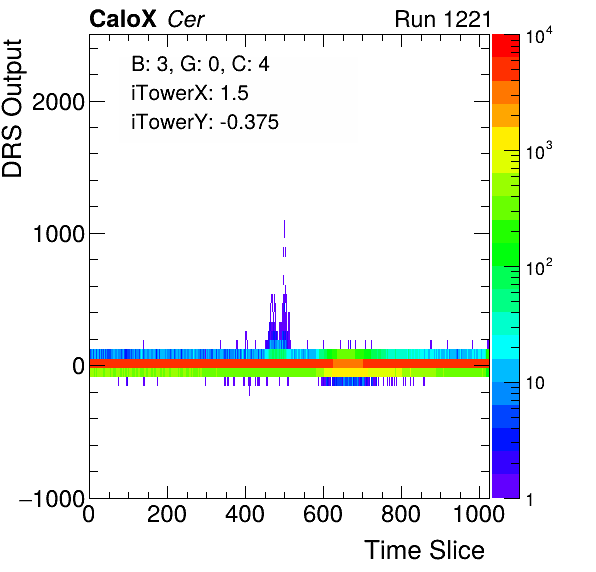 CaloX Cer Run 1221
B: 3, G: 0, C: 4
iTowerX: 1.5
iTowerY: -0.375
DRS Output
2000
1000
0
−1000
0 200 400 600 800 1000
Time Slice
10^4
10^3
10^2
10
1